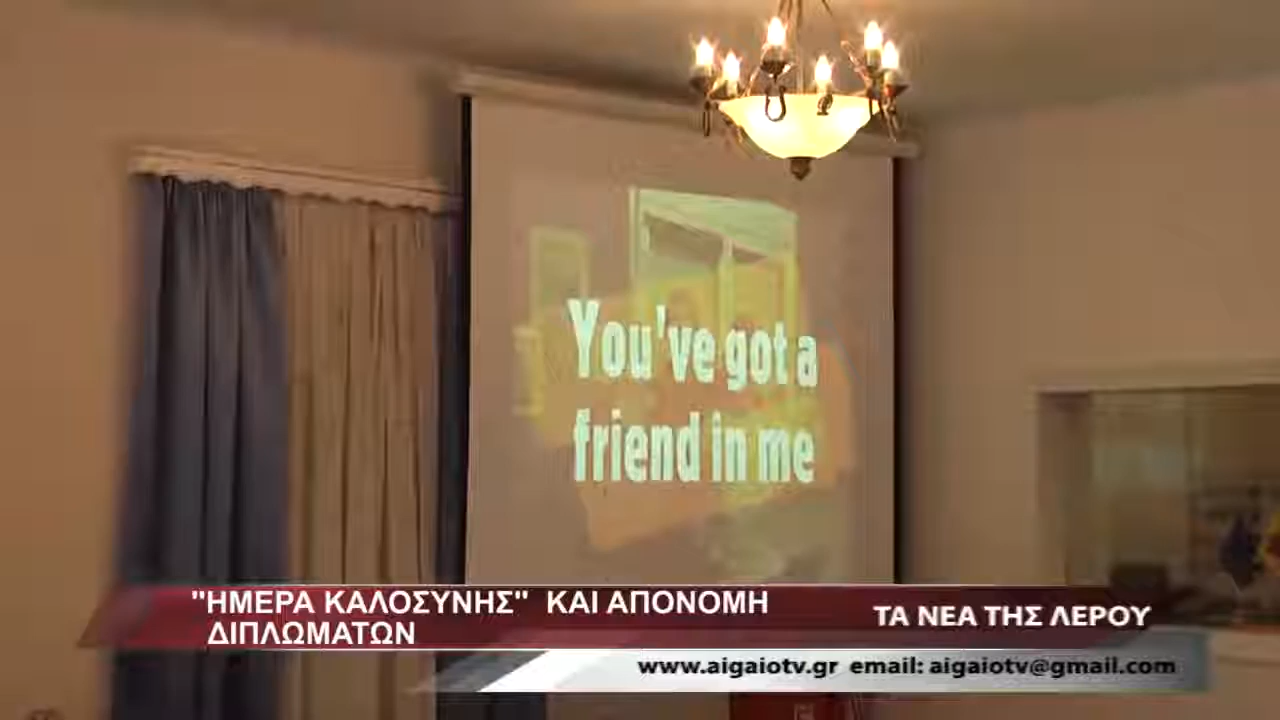 You've got a
friend in me
"ΗΜΕΡΑ ΚΑΛΟΣΥΝΗΣ" ΚΑΙ ΑΠΟΝΟΜΗ
ΔΙΠΛΩΜΑΤΩΝ
ΤΑ ΝΕΑ ΤΗΣ ΛΕΡΟΥ
www.aigaiotv.gr email: aigaiotv@gmail.com